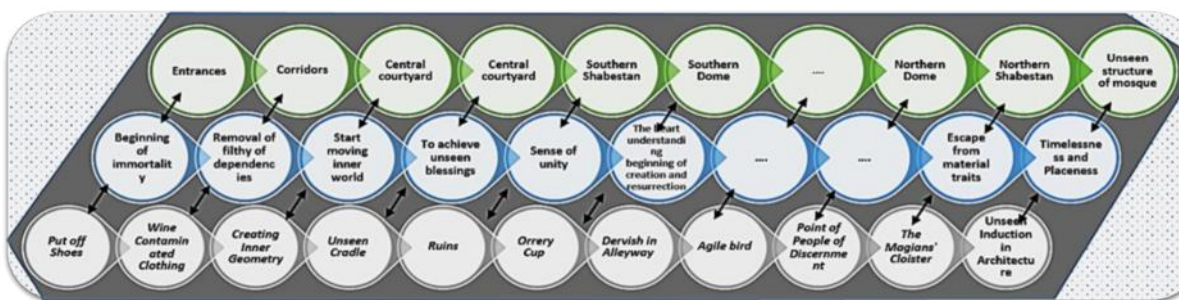 Entrances
Corridors
Central
courtyard
Central
courtyard
Southern
Shabestan
Southern
Dome
....
Northern
Dome
Northern
Shabestan
Unseen
structure
of mosque
Beginning
of
immortalit
y
Removal of
filthy of
dependenc
ies
Start
moving
inner
world
To achieve
unseen
blessings
Sense of
unity
The heart
understandi
ng
beginning of
creation and
resurrection
....
....
Escape
from
material
traits
Timelessne
ss and
Placeness
Put off
Shoes
Wine
Contamin
ated
Clothing
Creating
Inner
Geometry
Unseen
Cradle
Ruins
Orrery
Cup
Dervish in
Alleyway
Agile bird
Point of
People of
Discernme
nt
The
Magians'
Cloister
Unseen
Induction in
Architectu
re